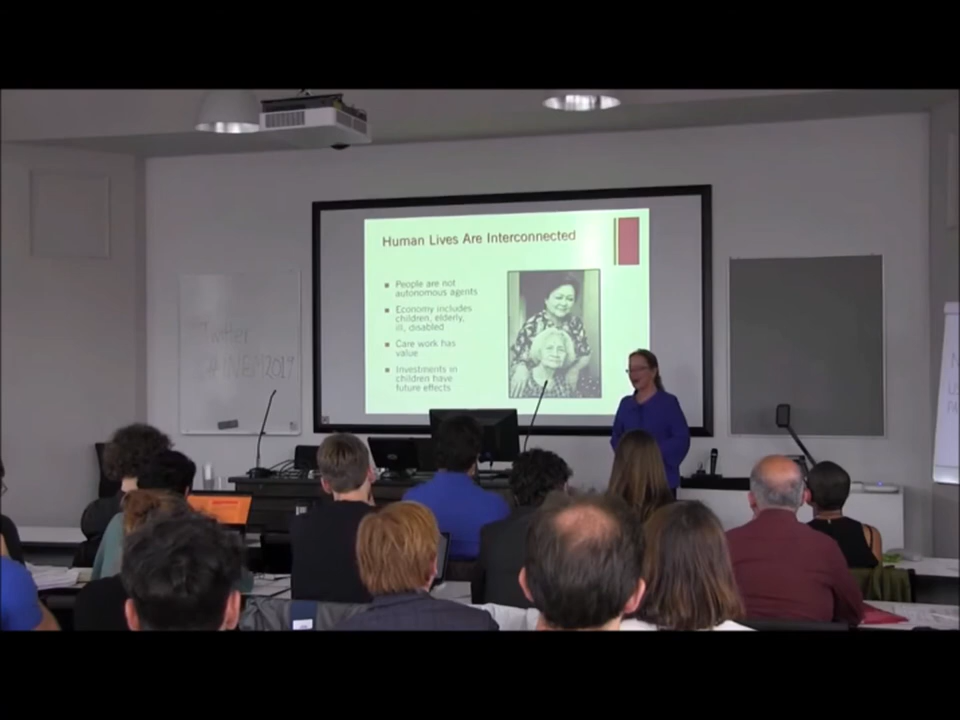 Human Lives Are Interconnected
People are not
autonomous agents
Economy includes
children, elderly,
ill, disabled
Care work has
value
Investments in
children have
future effects
Twitter